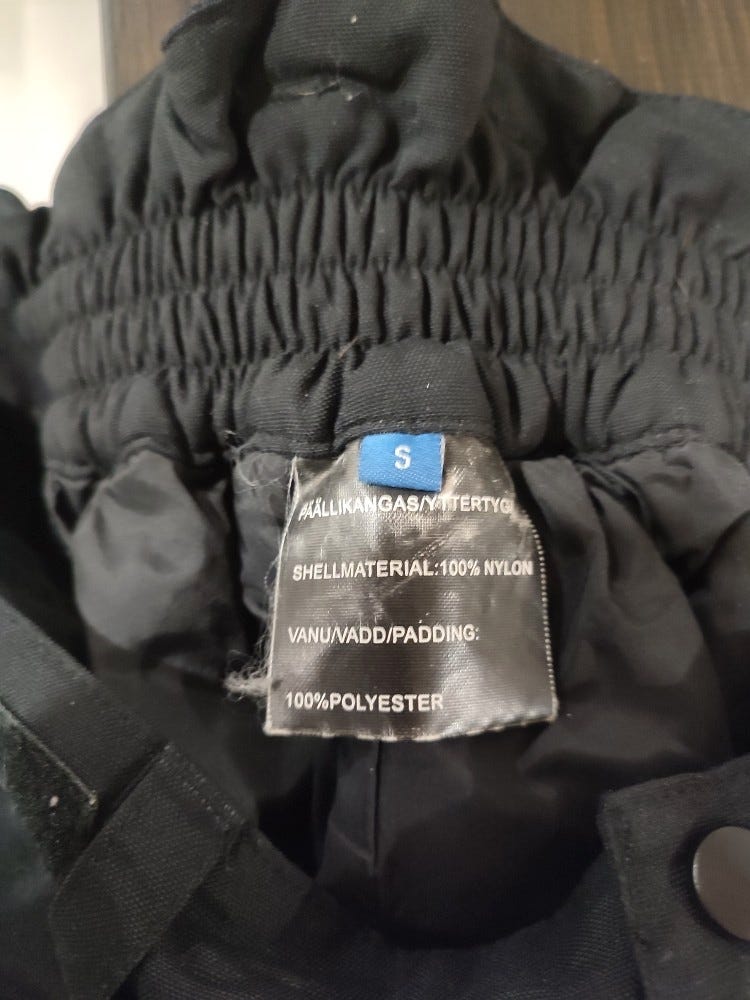 S
PÄÄLLIKANGAS/YTTERTYG
SHELLMATERIAL:100% NYLON
VANU/VADD/PADDING:
100%POLYESTER